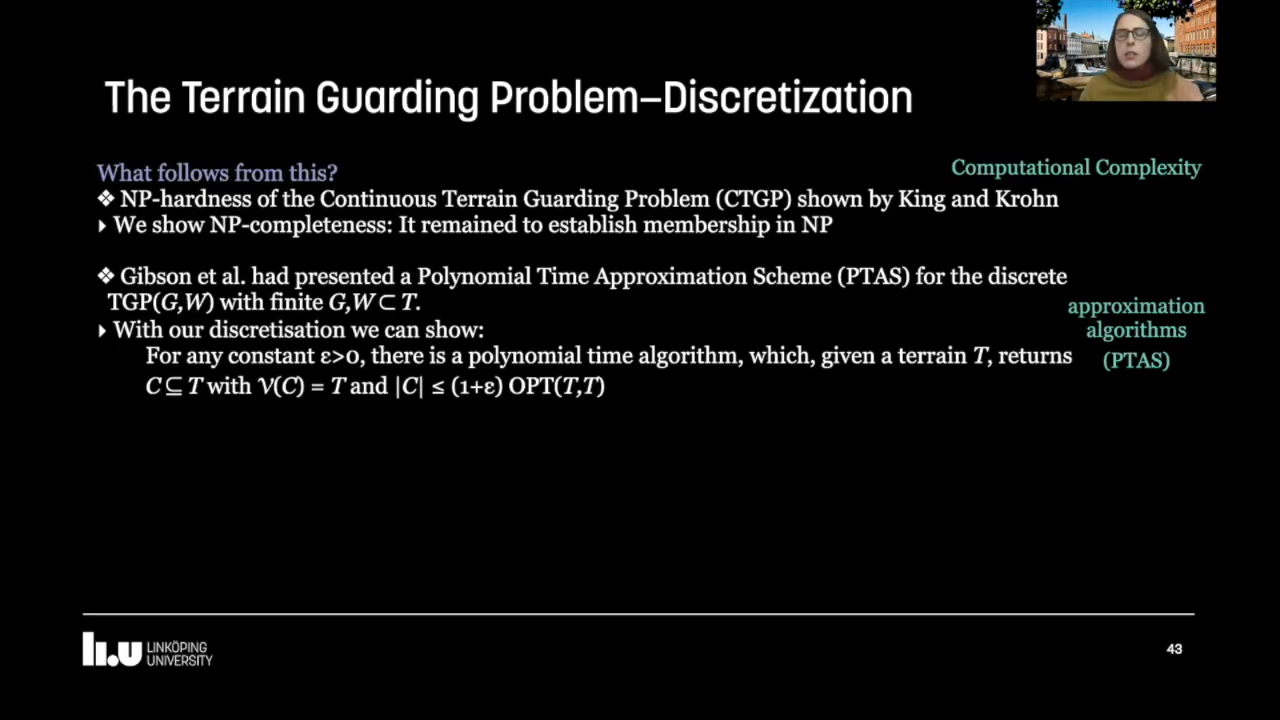 The Terrain Guarding Problem–Discretization
What follows from this?
Computational Complexity
❖ NP-hardness of the Continuous Terrain Guarding Problem (CTGP) shown by King and Krohn
‣ We show NP-completeness: It remained to establish membership in NP
❖ Gibson et al. had presented a Polynomial Time Approximation Scheme (PTAS) for the discrete
TGP(G,W) with finite G,W ⊂ T.
approximation
algorithms
(PTAS)
‣ With our discretisation we can show:
For any constant ε>0, there is a polynomial time algorithm, which, given a terrain T, returns
C ⊆ T with 𝒱(C) = T and |C| ≤ (1+ε) OPT(T,T)
LINKÖPING
UNIVERSITY
li.u
43